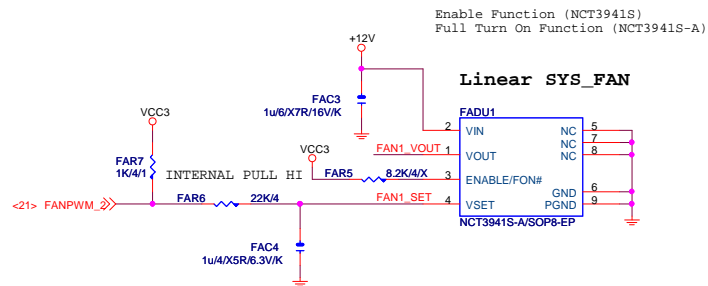 Enable Function (NCT3941S)
Full Turn On Function (NCT3941S-A)
+12V
Linear SYS_FAN
FAC3
1u/6/X7R/16V/K
FADU1
VCC3
2 VIN NC 5
NC 7
FAR7
1K/4/1
VCC3
FAN1_VOUT 1 VOUT NC 8
INTERNAL PULL HI
FAR5 8.2K/4/X 3 ENABLE/FON#
GND 6
<21> FANPWM_2 FAR6 22K/4 FAN1_SET 4 VSET PGND 9
NCT3941S-A/SOP8-EP
FAC4
1u/4/X5R/6.3V/K